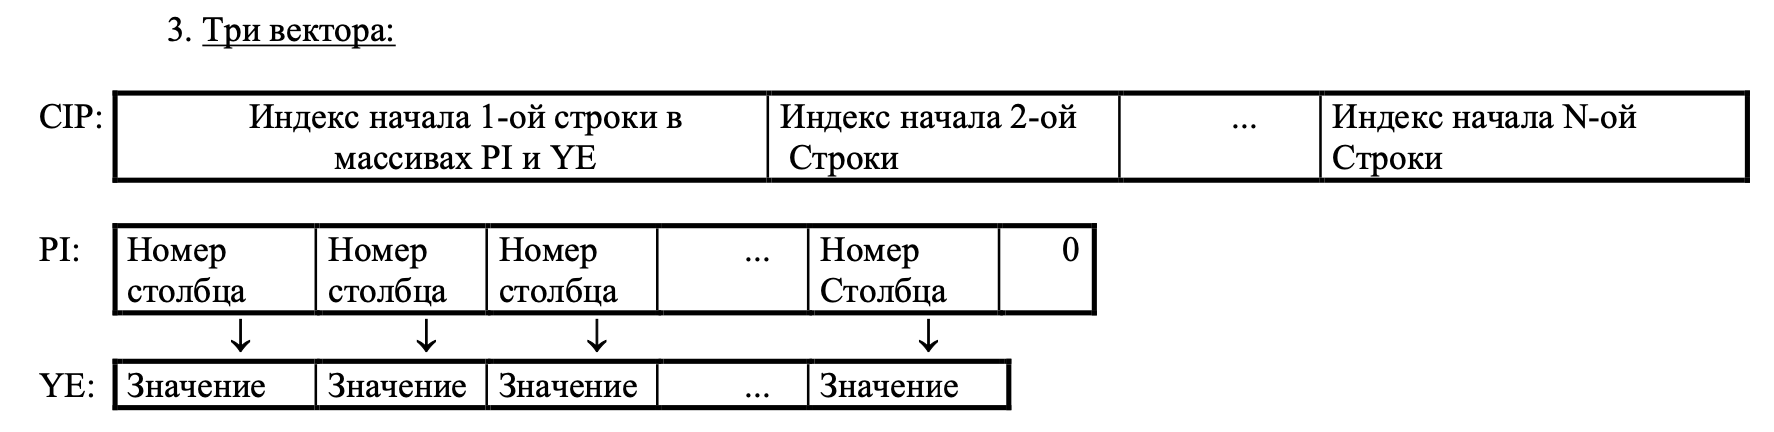 3. Три вектора:
CIP: Индекс начала 1-ой строки в массивах PI и YE Индекс начала 2-ой Строки ... Индекс начала N-ой Строки
PI: Номер столбца Номер столбца Номер столбца ... Номер Столбца 0
↓ ↓ ↓ ↓
YE: Значение Значение Значение ... Значение